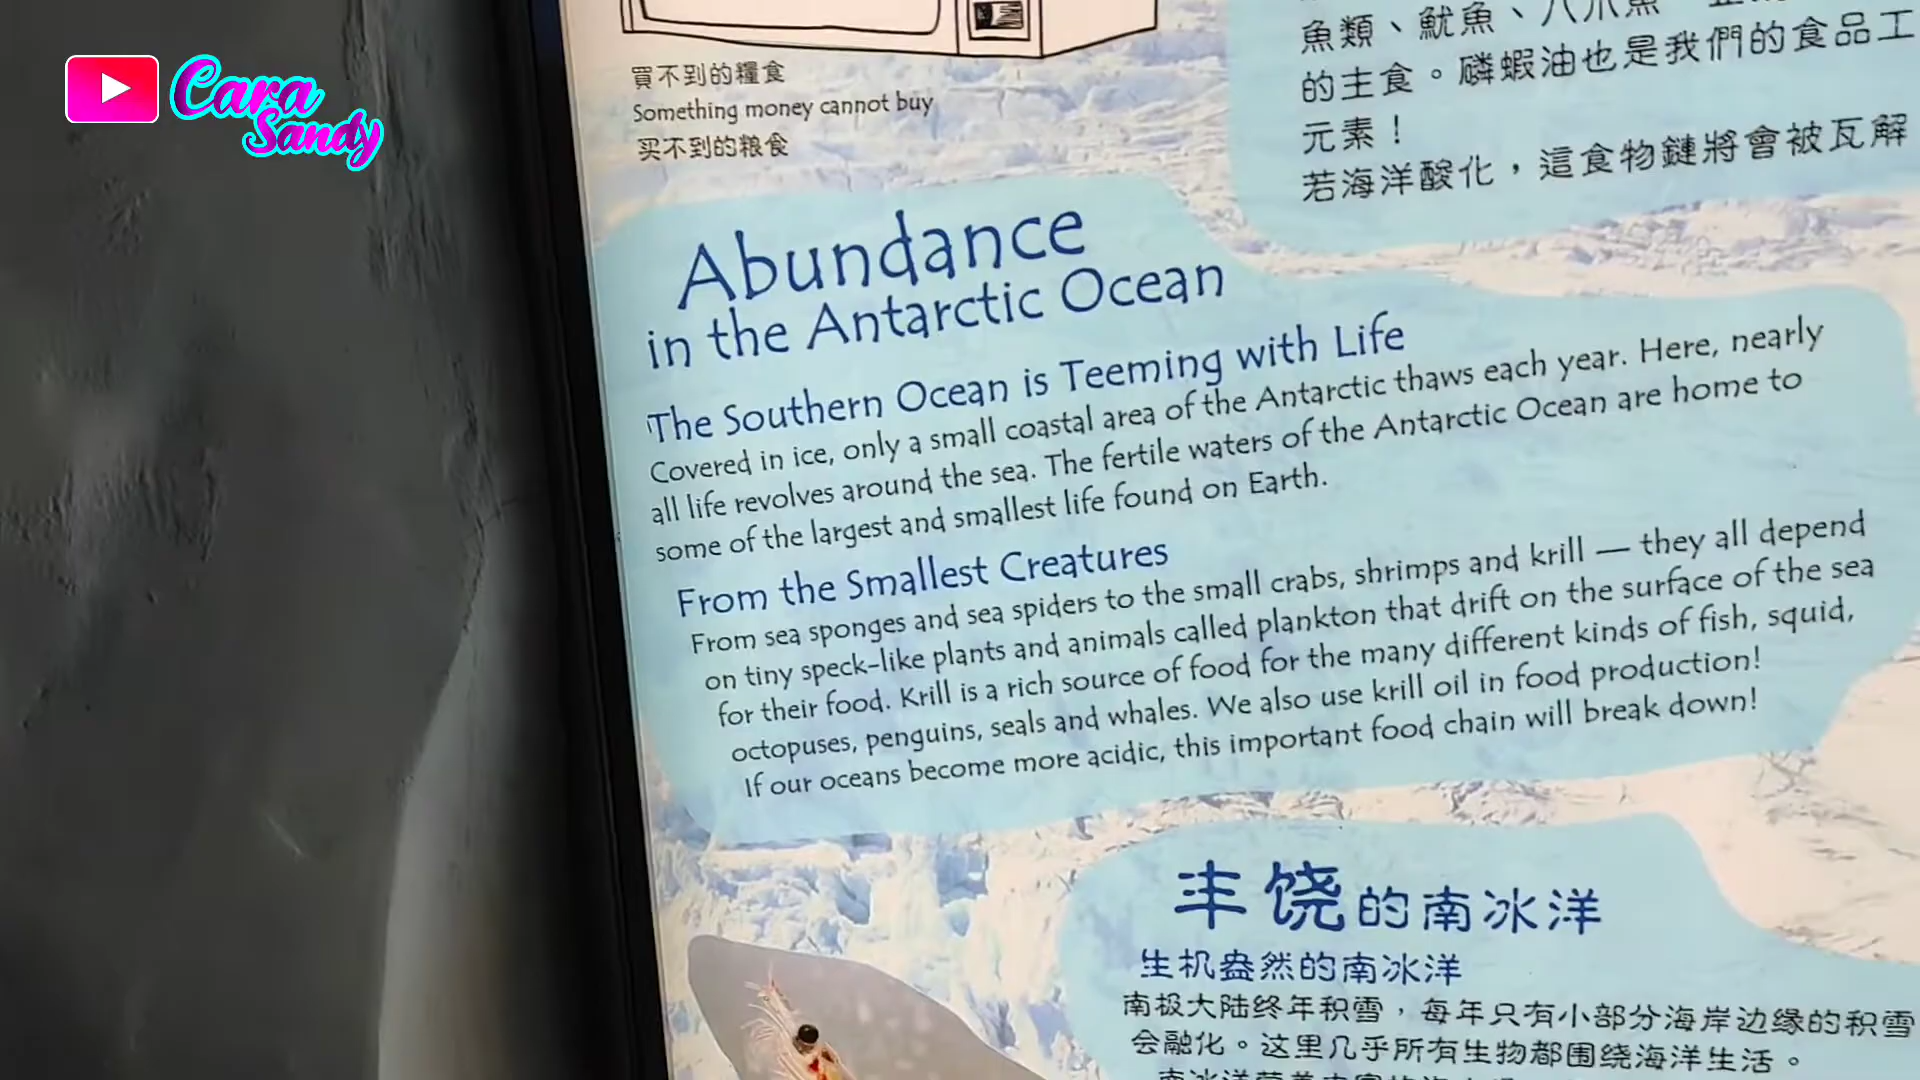 Cara
Sandy
買不到的糧食
Something money cannot buy
买不到的粮食
魚類、魷魚、八爪魚
的主食。磷蝦油也是我們的食品工
元素！
若海洋酸化，這食物鏈將會被瓦解
Abundance
in the Antarctic Ocean
The Southern Ocean is Teeming with Life
Covered in ice, only a small coastal area of the Antarctic thaws each year. Here, nearly
all life revolves around the sea. The fertile waters of the Antarctic Ocean are home to
some of the largest and smallest life found on Earth.
From the Smallest Creatures
From sea sponges and sea spiders to the small crabs, shrimps and krill — they all depend
on tiny speck-like plants and animals called plankton that drift on the surface of the sea
for their food. Krill is a rich source of food for the many different kinds of fish, squid,
octopuses, penguins, seals and whales. We also use krill oil in food production!
If our oceans become more acidic, this important food chain will break down!
丰饶的南冰洋
生机盎然的南冰洋
南极大陆终年积雪，每年只有小部分海岸边缘的积雪
会融化。这里几乎所有生物都围绕海洋生活。